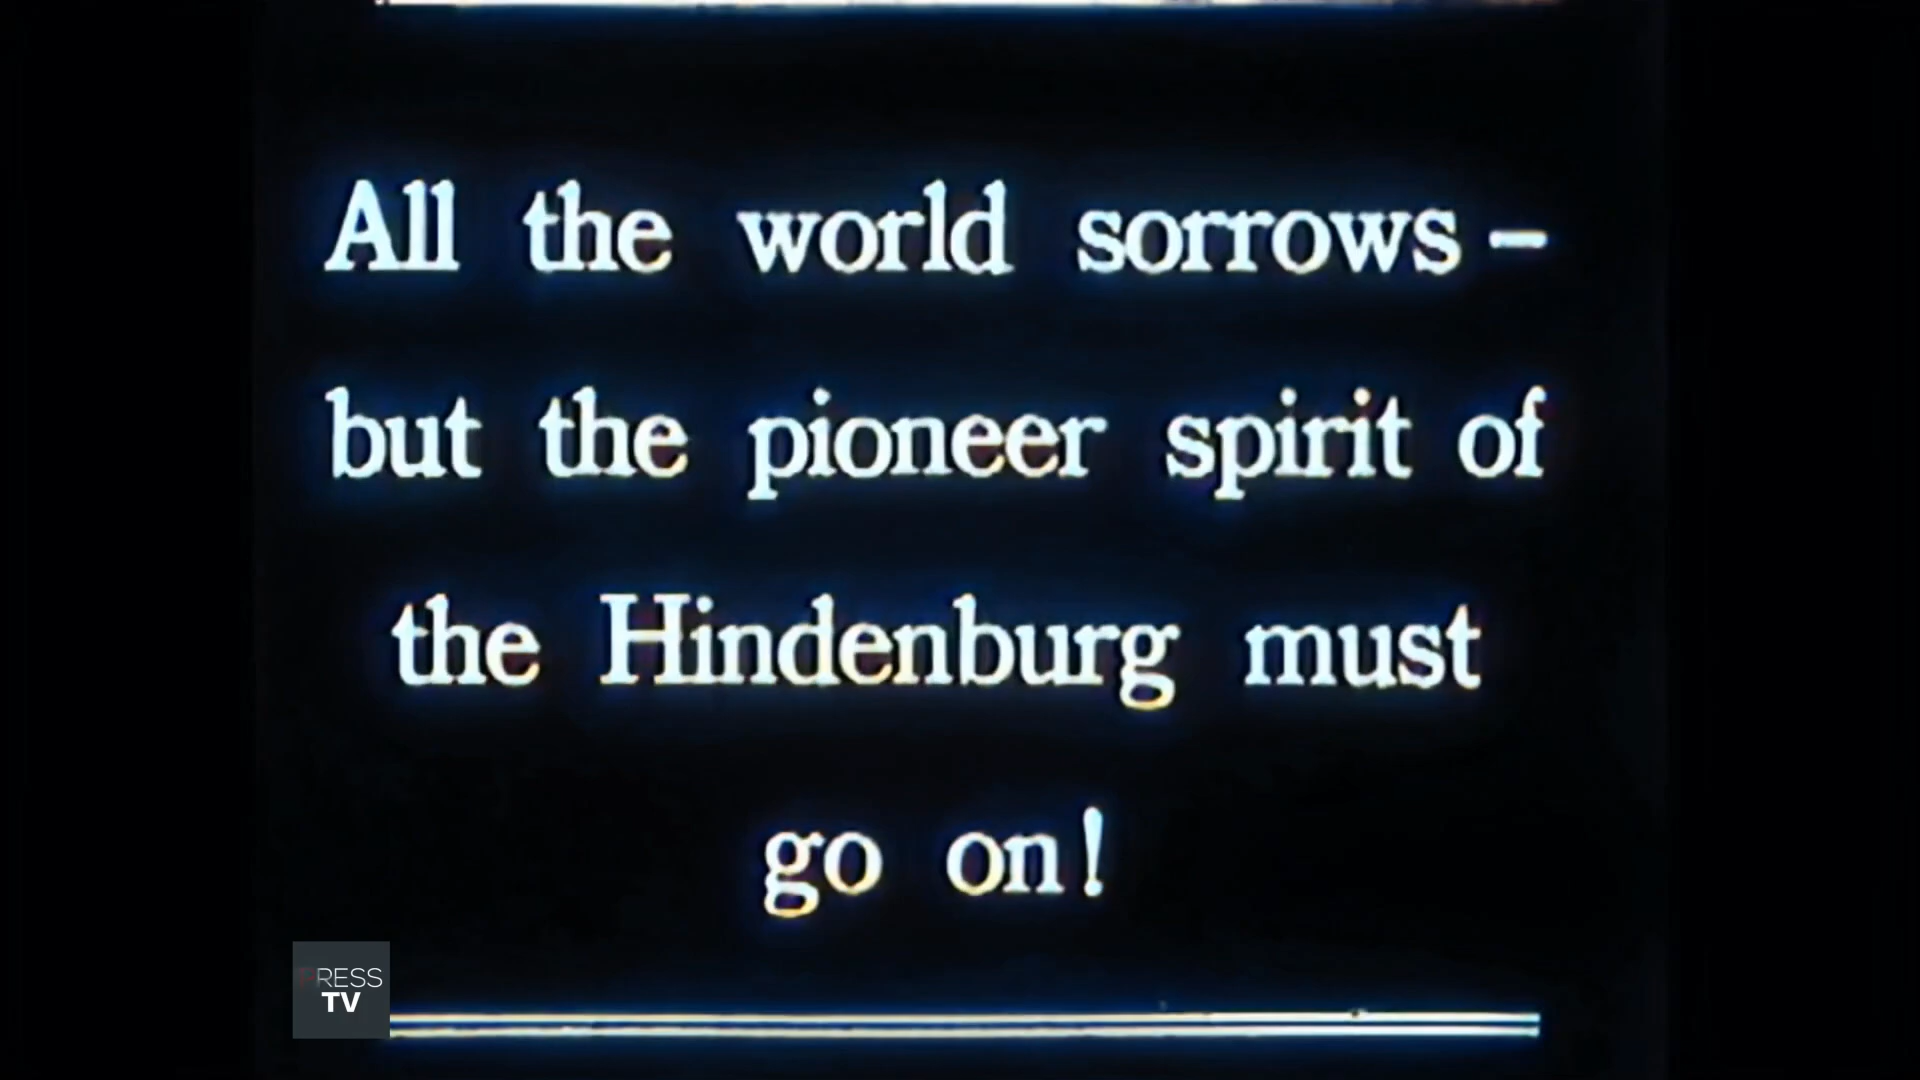 All the world sorrows –
but the pioneer spirit of
the Hindenburg must
go on!
PRESS
TV